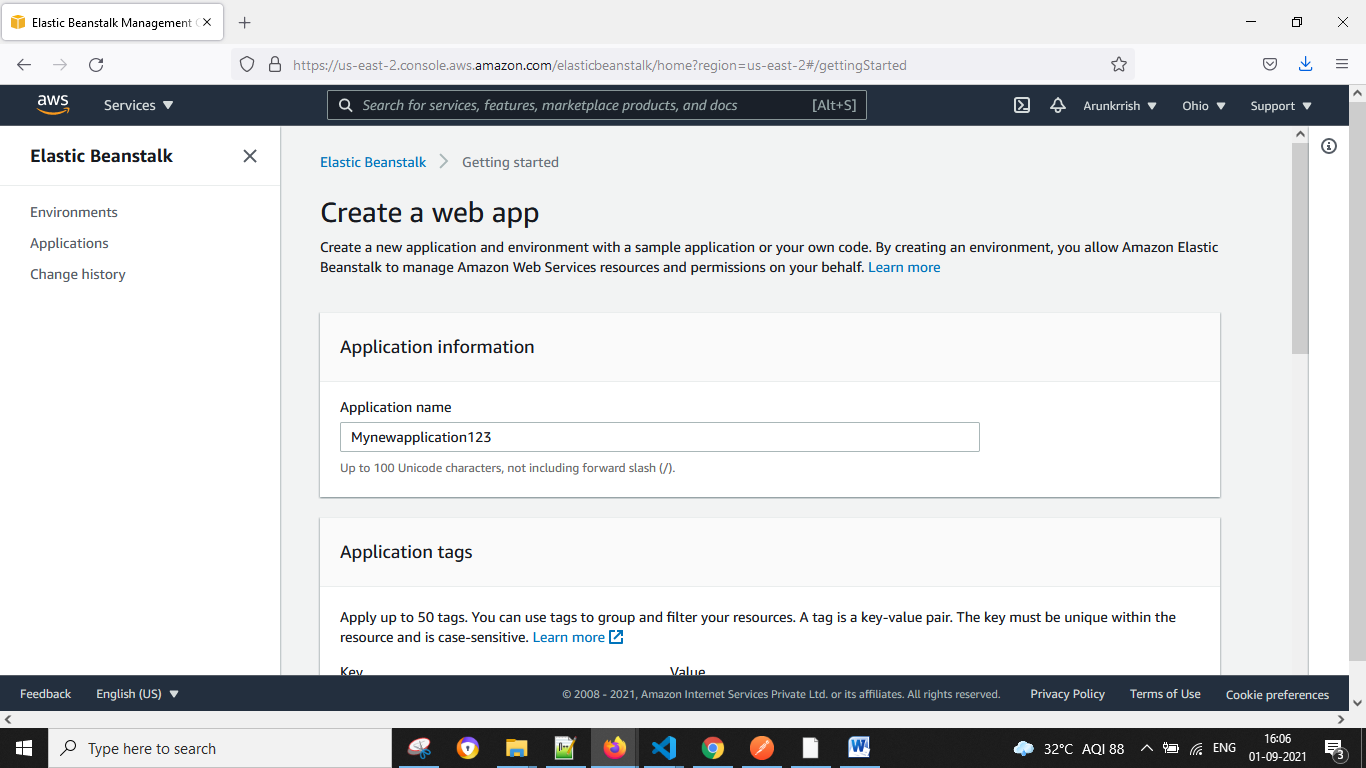 Elastic Beanstalk Management C
https://us-east-2.console.aws.amazon.com/elasticbeanstalk/home?region=us-east-2#/gettingStarted
aws Services Search for services, features, marketplace products, and docs [Alt+S] Arunkrrish Ohio Support
Elastic Beanstalk
Environments
Applications
Change history
Elastic Beanstalk Getting started
Create a web app
Create a new application and environment with a sample application or your own code. By creating an environment, you allow Amazon Elastic
Beanstalk to manage Amazon Web Services resources and permissions on your behalf. Learn more
Application information
Application name
Mynewapplication123
Up to 100 Unicode characters, not including forward slash (/).
Application tags
Apply up to 50 tags. You can use tags to group and filter your resources. A tag is a key-value pair. The key must be unique within the
resource and is case-sensitive. Learn more
Key Value
Feedback English (US) © 2008 - 2021, Amazon Internet Services Private Ltd. or its affiliates. All rights reserved. Privacy Policy Terms of Use Cookie preferences
Type here to search 32°C AQI 88 ENG 16:06
01-09-2021 3